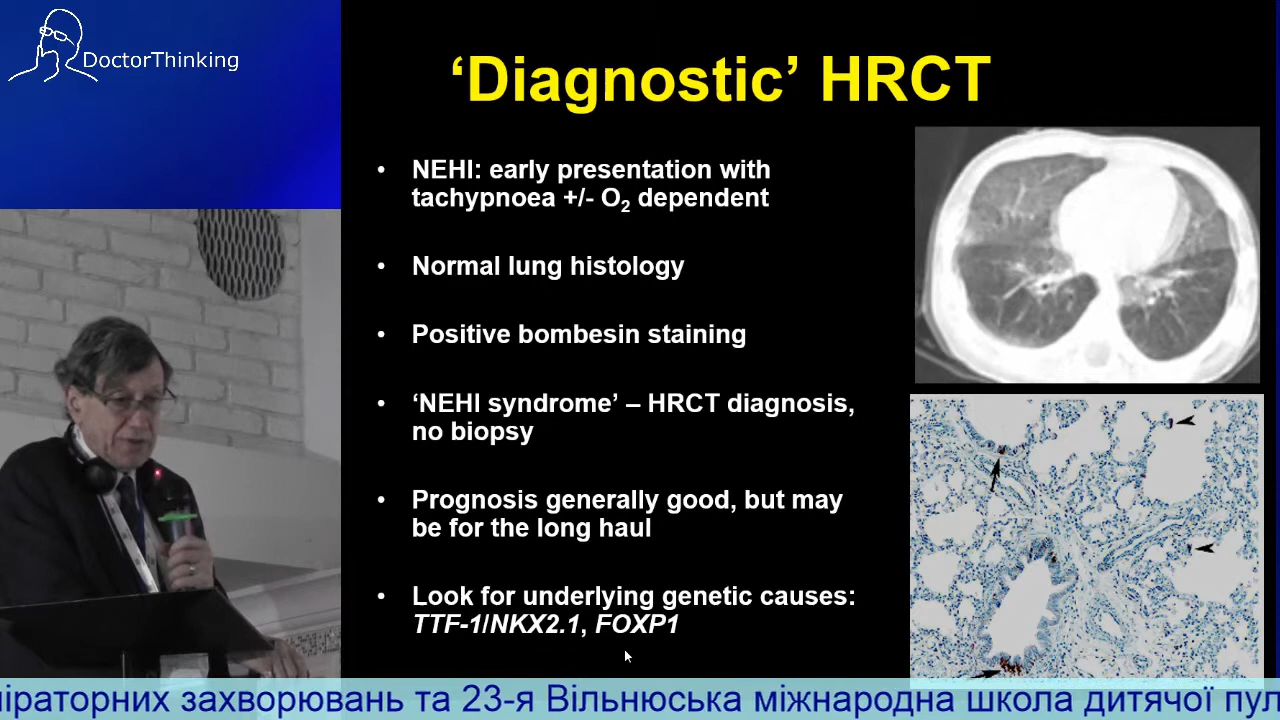 DoctorThinking
‘Diagnostic’ HRCT
• NEHI: early presentation with
tachypnoea +/- O₂ dependent
• Normal lung histology
• Positive bombesin staining
• ‘NEHI syndrome’ – HRCT diagnosis,
no biopsy
• Prognosis generally good, but may
be for the long haul
• Look for underlying genetic causes:
TTF-1/NKX2.1, FOXP1
піраторних захворювань та 23-я Вільнюська міжнародна школа дитячої пул